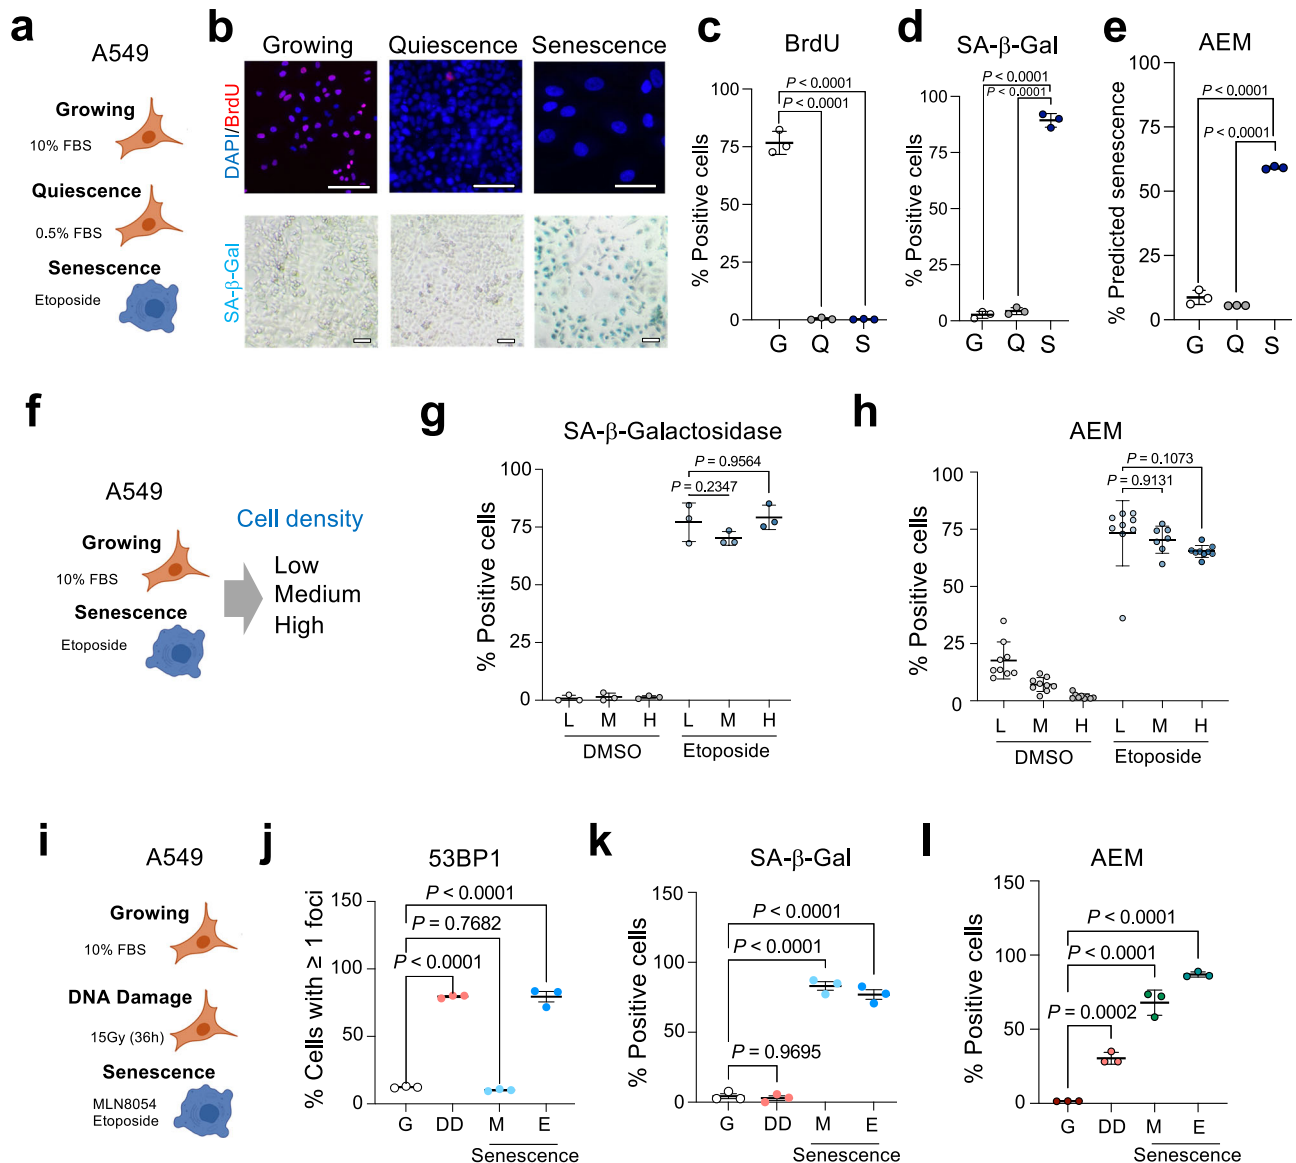 a
A549
Growing
10% FBS
Quiescence
0.5% FBS
Senescence
Etoposide
b
Growing Quiescence Senescence
DAPI/BrdU
SA-β-Gal
c
BrdU
% Positive cells
P < 0.0001
P < 0.0001
100
75
50
25
0
G Q S
d
SA-β-Gal
% Positive cells
P < 0.0001
P < 0.0001
100
75
50
25
0
G Q S
e
AEM
% Predicted senescence
P < 0.0001
P < 0.0001
100
75
50
25
0
G Q S
f
A549
Growing
10% FBS
Senescence
Etoposide
Cell density
Low
Medium
High
g
SA-β-Galactosidase
% Positive cells
P = 0.9564
P = 0.2347
100
75
50
25
0
L M H L M H
DMSO Etoposide
h
AEM
% Positive cells
P = 0.1073
P = 0.9131
100
75
50
25
0
L M H L M H
DMSO Etoposide
i
A549
Growing
10% FBS
DNA Damage
15Gy (36h)
Senescence
MLN8054
Etoposide
j
53BP1
% Cells with ≥ 1 foci
P < 0.0001
P = 0.7682
P < 0.0001
150
100
50
0
G DD M E
Senescence
k
SA-β-Gal
% Positive cells
P < 0.0001
P < 0.0001
P = 0.9695
150
100
50
0
G DD M E
Senescence
l
AEM
% Positive cells
P < 0.0001
P < 0.0001
P = 0.0002
150
100
50
0
G DD M E
Senescence